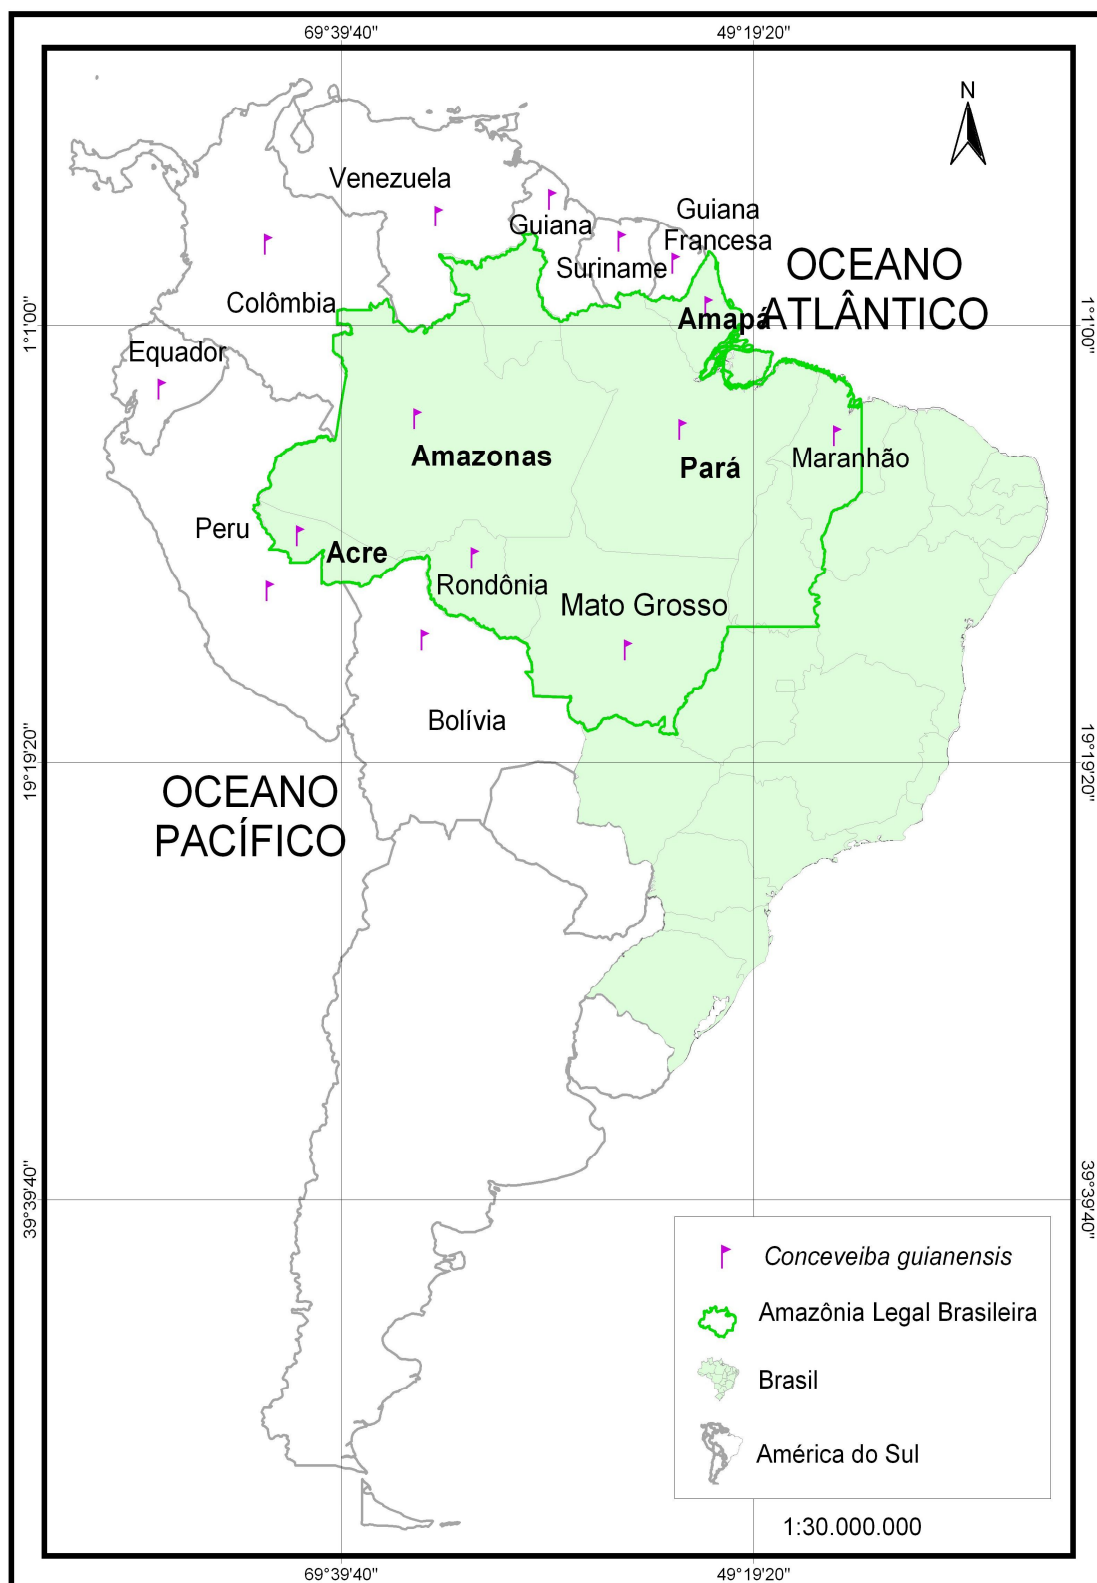 69°39'40"
49°19'20"
N
Venezuela
Guiana
Guiana
Francesa
Suriname
OCEANO
ATLÂNTICO
Colômbia
Amapá
1°1'00"
1°1'00"
Equador
Amazonas
Pará
Maranhão
Peru
Acre
Rondônia
Mato Grosso
Bolívia
19°19'20"
19°19'20"
OCEANO
PACÍFICO
39°39'40"
39°39'40"
Conceveiba guianensis
Amazônia Legal Brasileira
Brasil
América do Sul
1:30.000.000
69°39'40"
49°19'20"